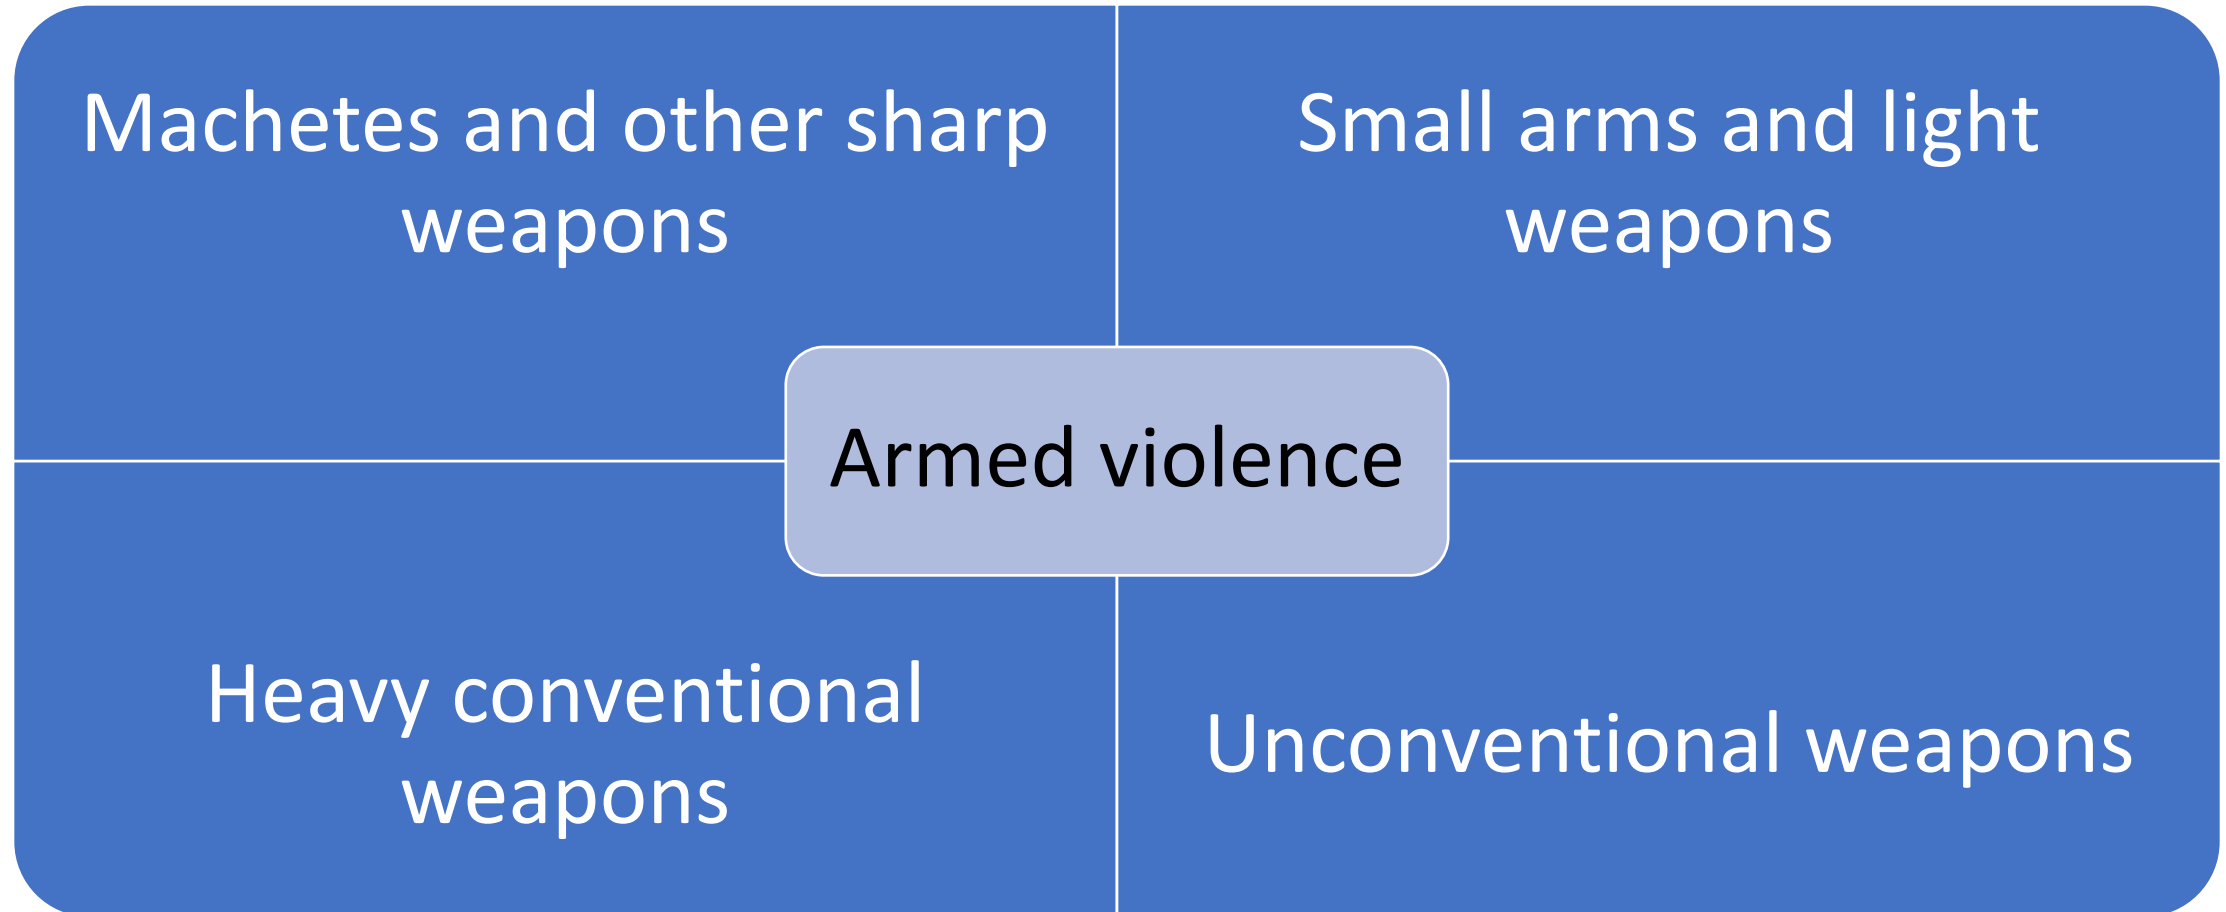 Machetes and other sharp
weapons
Small arms and light
weapons
Armed violence
Heavy conventional
weapons
Unconventional weapons